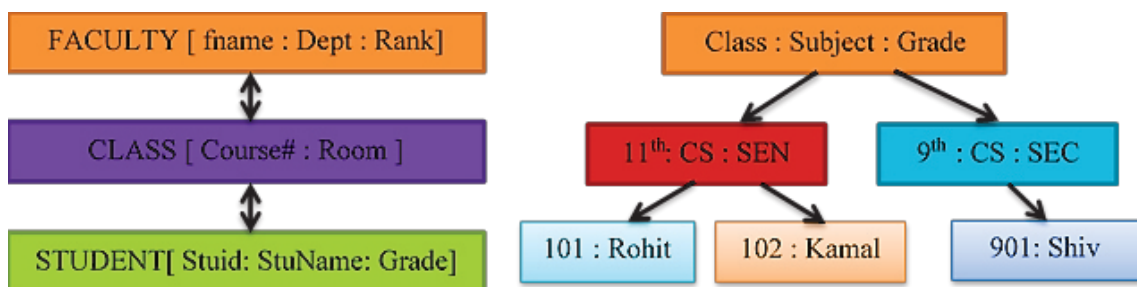 FACULTY [ fname : Dept : Rank]
CLASS [ Course# : Room ]
STUDENT[ Stuid: StuName: Grade]
Class : Subject : Grade
11th: CS : SEN
9th : CS : SEC
101 : Rohit
102 : Kamal
901: Shiv